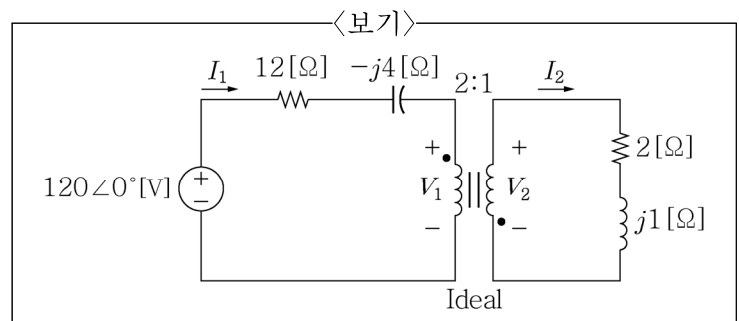 〈보기〉
I₁ 12[Ω] −j4[Ω] 2:1 I₂
120∠0°[V] + − + V₁ − + V₂ − 2[Ω] j1[Ω]
Ideal